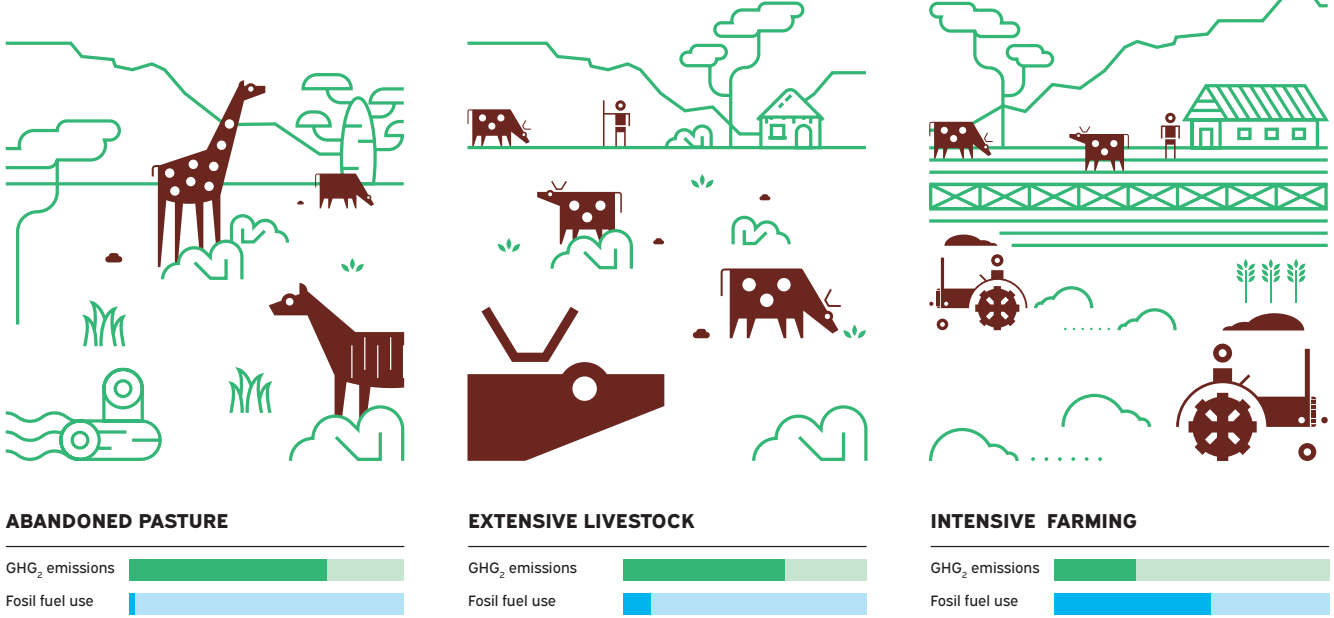 ABANDONED PASTURE
GHG₂ emissions
Fosil fuel use
EXTENSIVE LIVESTOCK
GHG₂ emissions
Fosil fuel use
INTENSIVE FARMING
GHG₂ emissions
Fosil fuel use